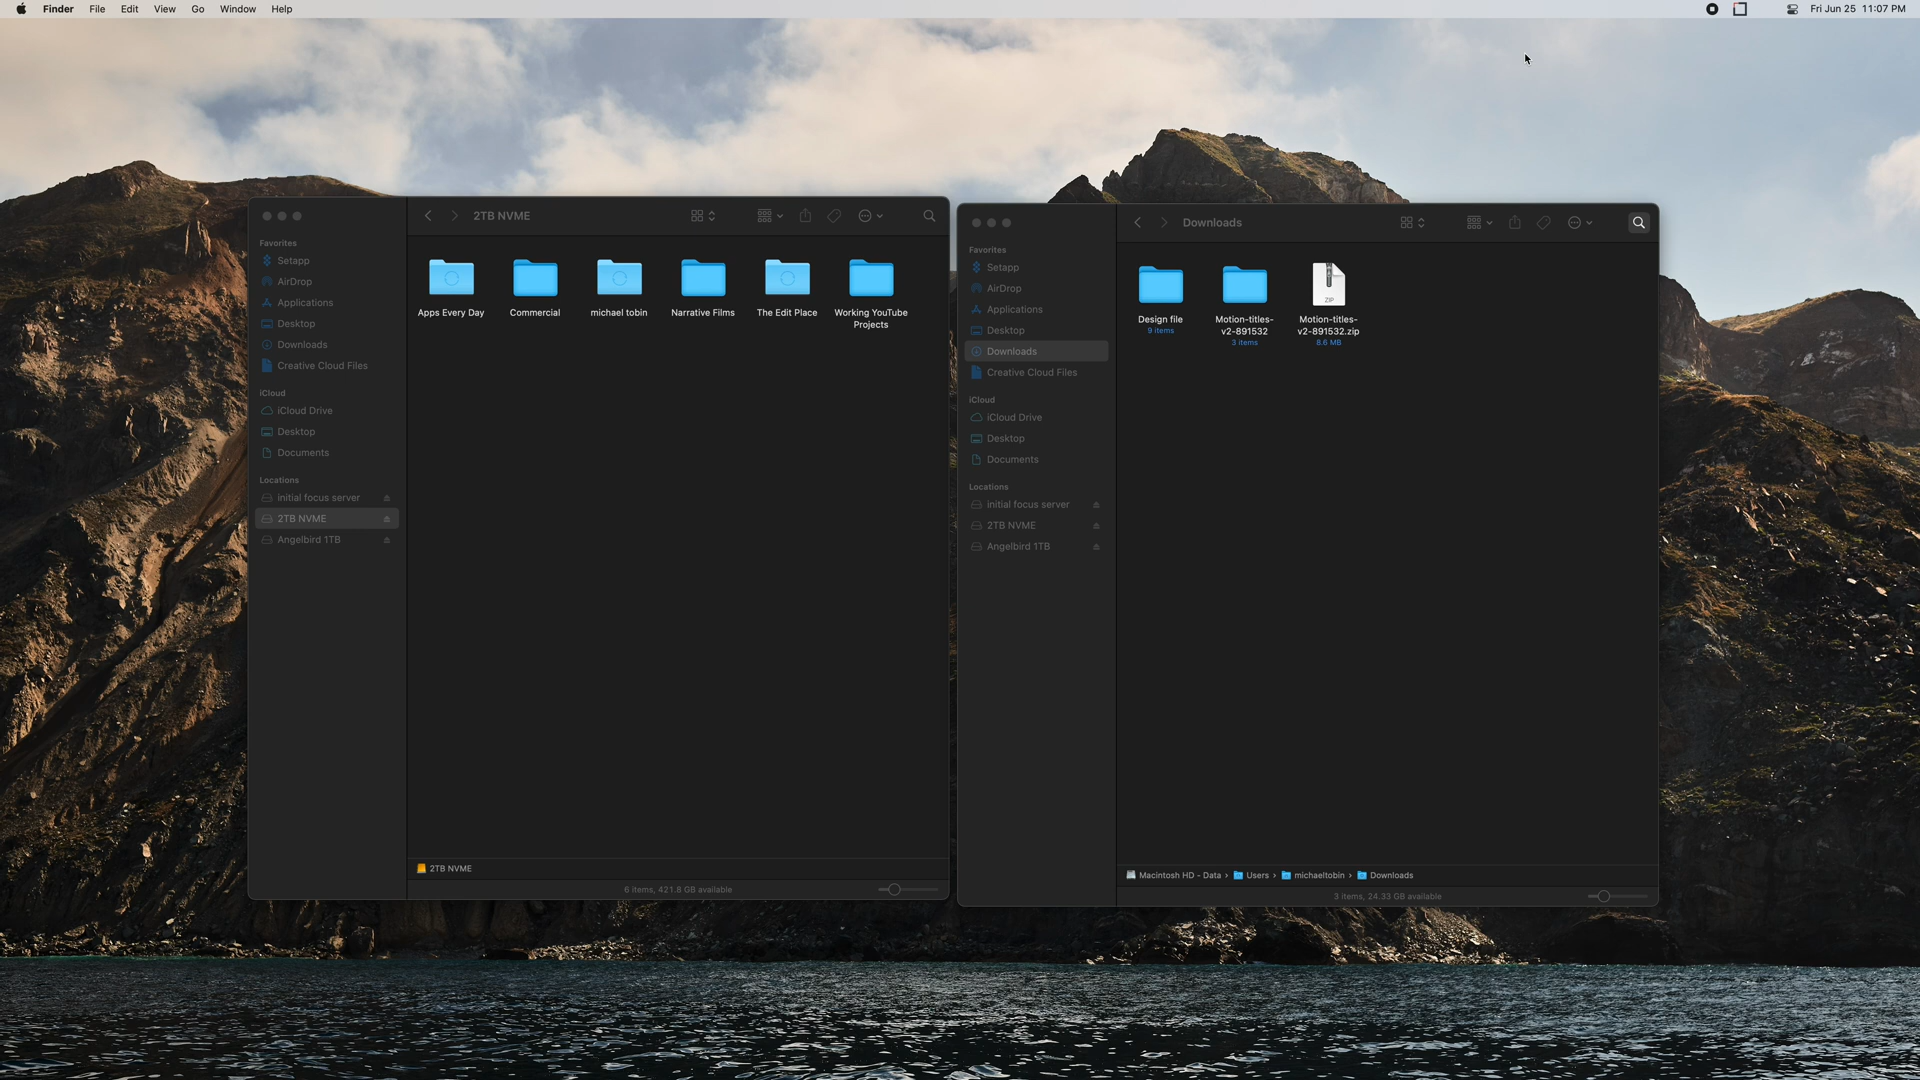 Finder File Edit View Go Window Help
Fri Jun 25 11:07 PM
2TB NVME
Favorites
Setapp
AirDrop
Applications
Desktop
Downloads
Creative Cloud Files
iCloud
iCloud Drive
Desktop
Documents
Locations
initial focus server
2TB NVME
Angelbird 1TB
Apps Every Day
Commercial
michael tobin
Narrative Films
The Edit Place
Working YouTube
Projects
2TB NVME
6 items, 421.8 GB available
Downloads
Favorites
Setapp
AirDrop
Applications
Desktop
Downloads
Creative Cloud Files
iCloud
iCloud Drive
Desktop
Documents
Locations
initial focus server
2TB NVME
Angelbird 1TB
Design file
9 items
Motion-titles-
v2-891532
3 items
ZIP
Motion-titles-
v2-891532.zip
8.6 MB
Macintosh HD - Data › Users › michaeltobin › Downloads
3 items, 24.33 GB available